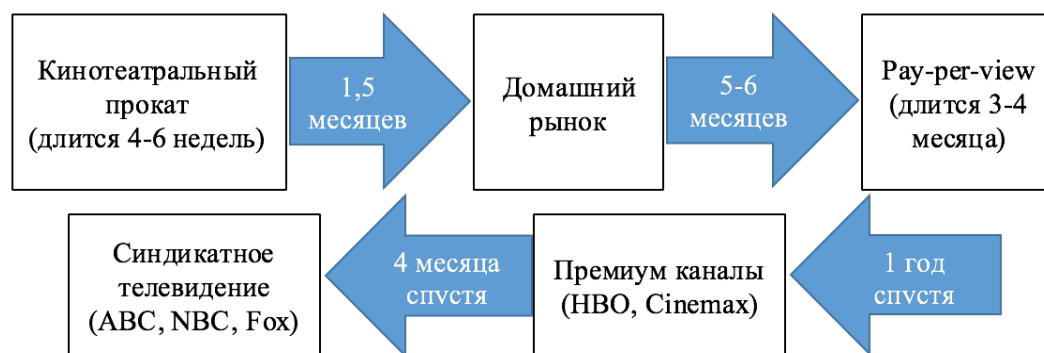 Кинотеатральный
прокат
(длится 4-6 недель)
1,5
месяцев
Домашний
рынок
5-6
месяцев
Pay-per-view
(длится 3-4
месяца)
1 год
спустя
Премиум каналы
(HBO, Cinemax)
4 месяца
спустя
Синдикатное
телевидение
(ABC, NBC, Fox)